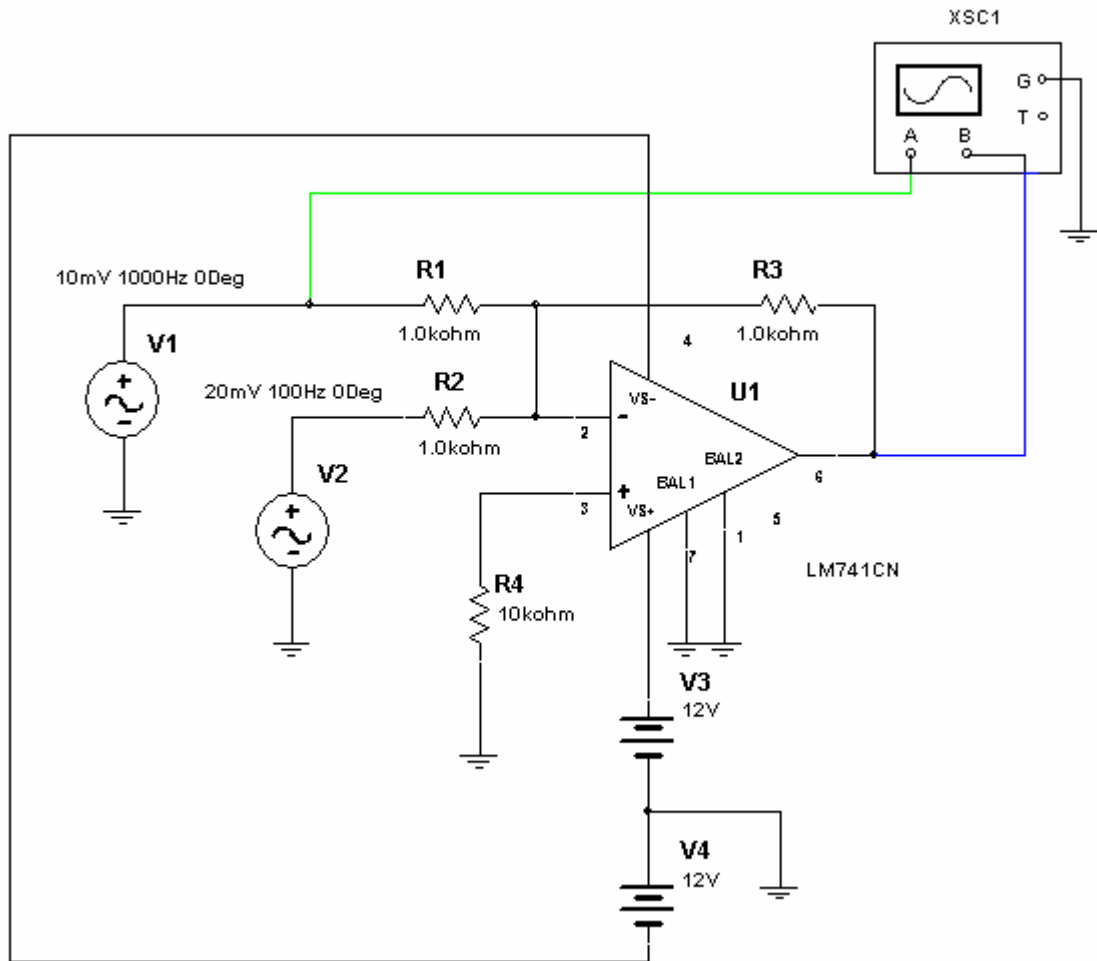 XSC1
G
T
A B
10mV 1000Hz 0Deg
R1
R3
1.0kohm
1.0kohm
4
V1
20mV 100Hz 0Deg
R2
U1
VS-
2
1.0kohm
BAL2
6
V2
BAL1
3
VS+
5
7
1
LM741CN
R4
10kohm
V3
12V
V4
12V